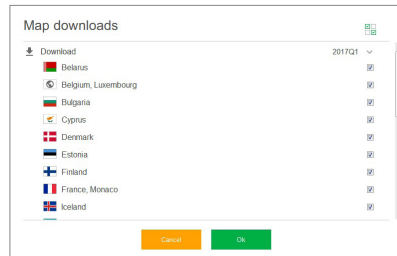 Map downloads
Download 2017Q1
Belarus
Belgium, Luxembourg
Bulgaria
Cyprus
Denmark
Estonia
Finland
France, Monaco
Iceland
Cancel Ok